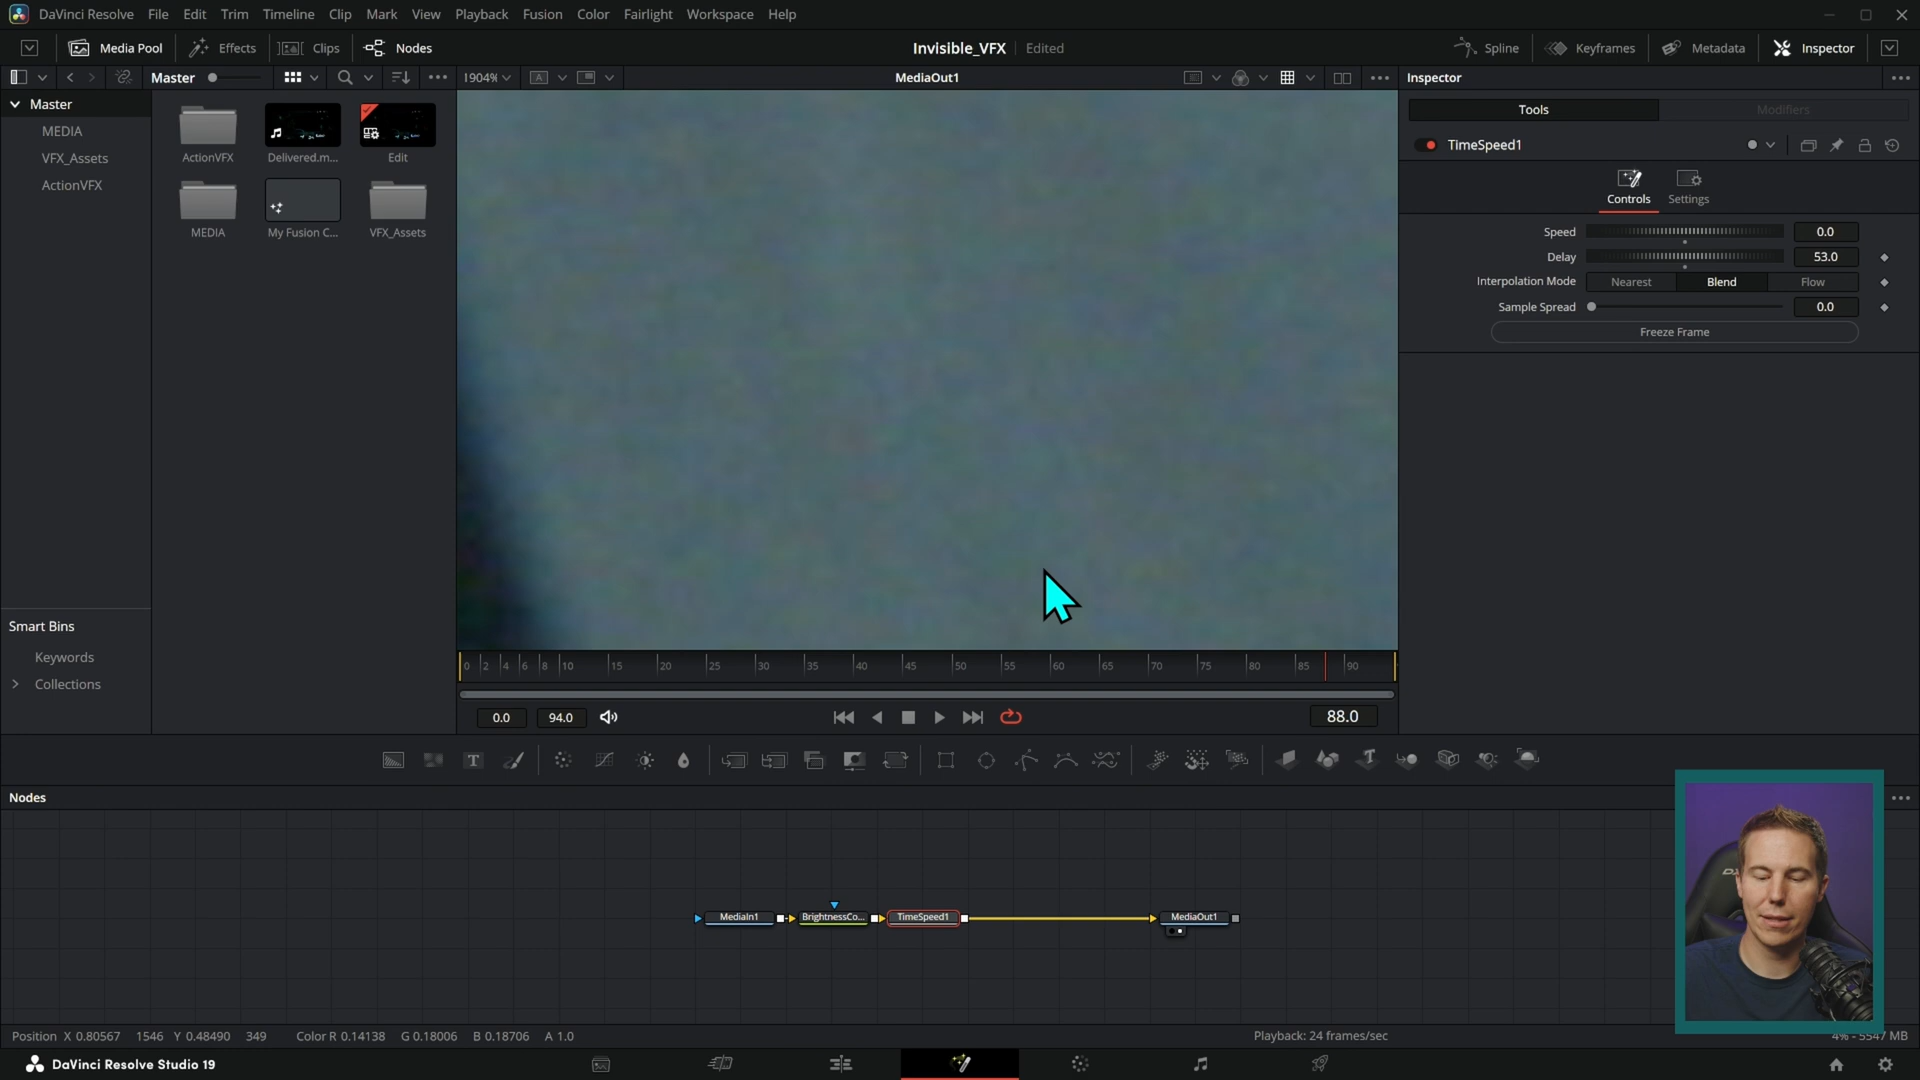 DaVinci Resolve File Edit Trim Timeline Clip Mark View Playback Fusion Color Fairlight Workspace Help
Media Pool Effects Clips Nodes Invisible_VFX Edited Spline Keyframes Metadata Inspector
Master 1904% A MediaOut1 Inspector
Master
MEDIA
VFX_Assets
ActionVFX
ActionVFX Delivered.m... Edit
MEDIA My Fusion C... VFX_Assets
Tools Modifiers
TimeSpeed1
Controls Settings
Speed 0.0
Delay 53.0
Interpolation Mode Nearest Blend Flow
Sample Spread 0.0
Freeze Frame
Smart Bins
Keywords
Collections
0 2 4 6 8 10 15 20 25 30 35 40 45 50 55 60 65 70 75 80 85 90
0.0 94.0 88.0
T T
Nodes
MediaIn1 BrightnessCo... TimeSpeed1 MediaOut1
Position X 0.80567 1546 Y 0.48490 349 Color R 0.14138 G 0.18006 B 0.18706 A 1.0 Playback: 24 frames/sec 4% - 5547 MB
DaVinci Resolve Studio 19